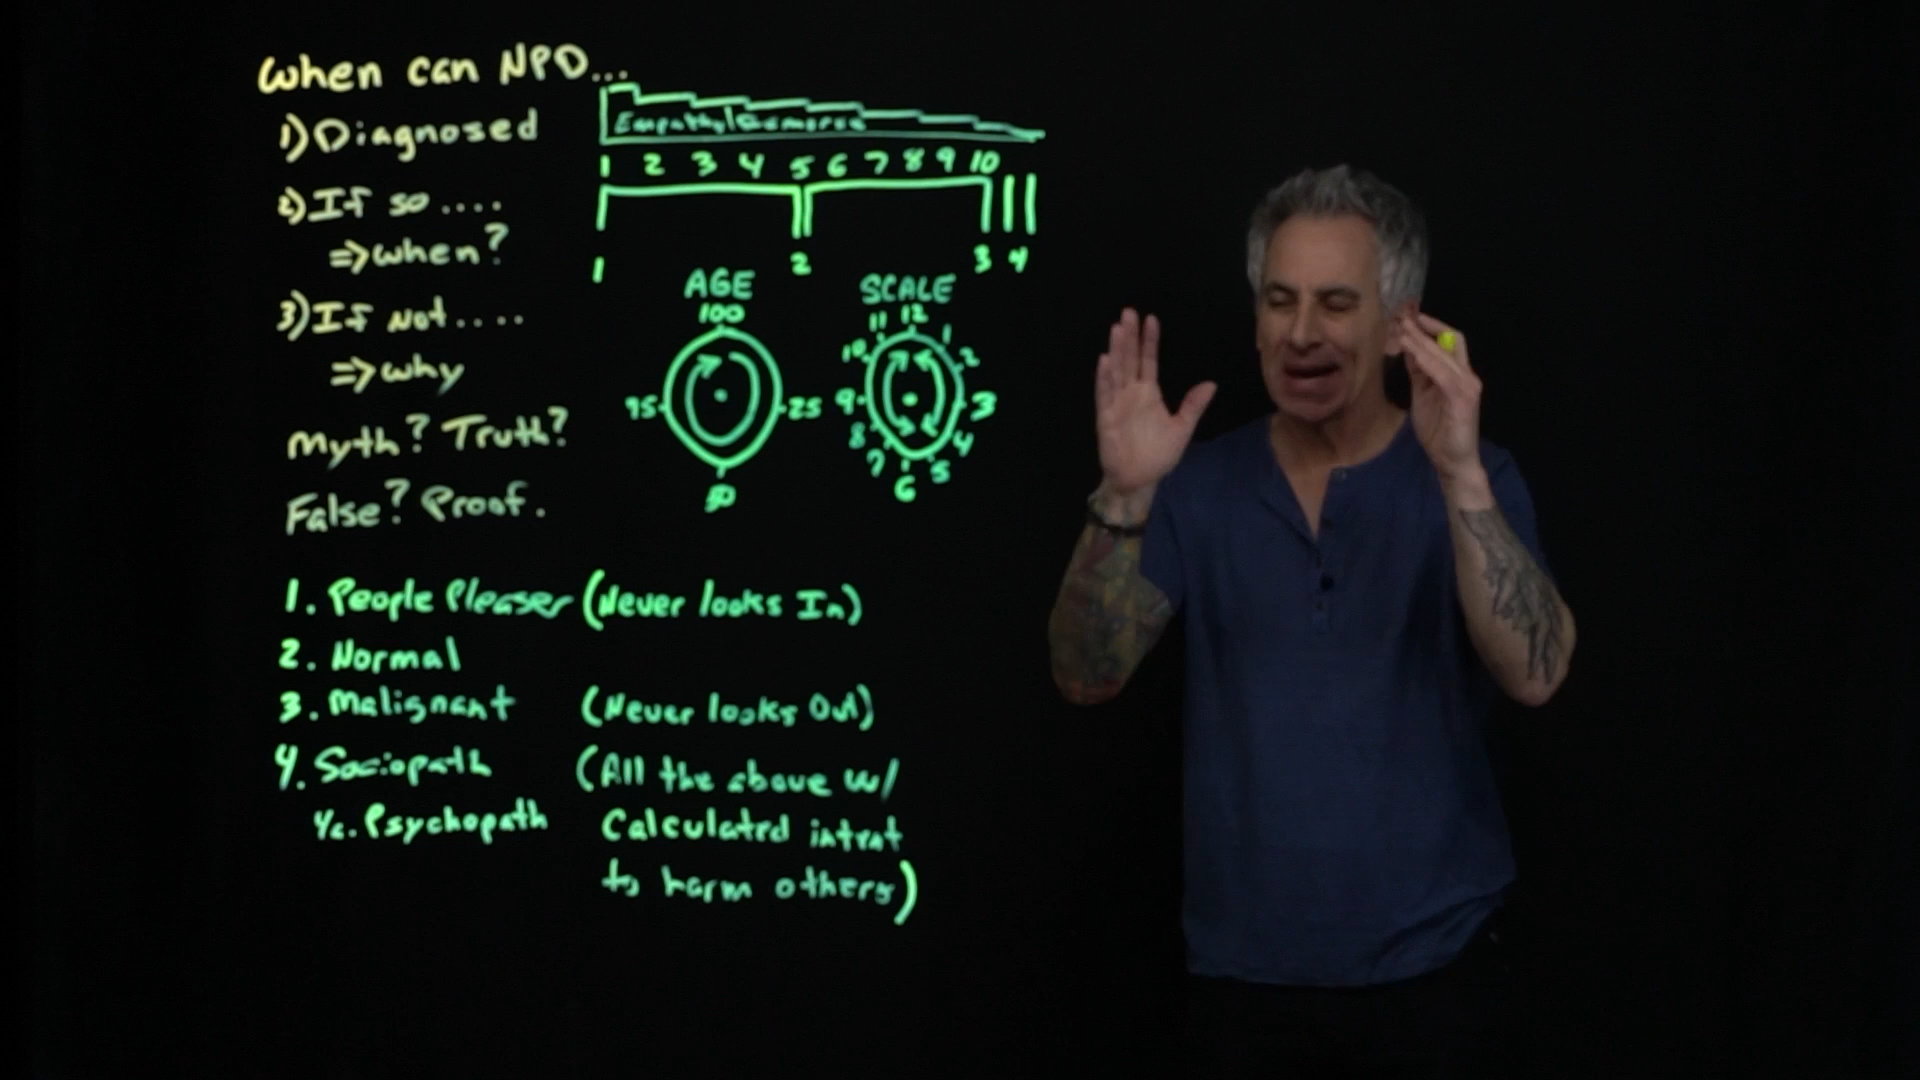 When can NPD...
1) Diagnosed
2) If so ....
=> when?
3) If Not ....
=> why
Myth? Truth?
False? Proof.
Empathy/Remorse
1 2 3 4 5 6 7 8 9 10
1 2 3 4
AGE
100
75 25
50
SCALE
12
11 1
10 2
9 3
8 4
7 5
6
1. People Pleaser (Never looks In)
2. Normal
3. Malignant (Never looks Out)
4. Sociopath (All the above w/
Psychopath Calculated intent
to harm others)